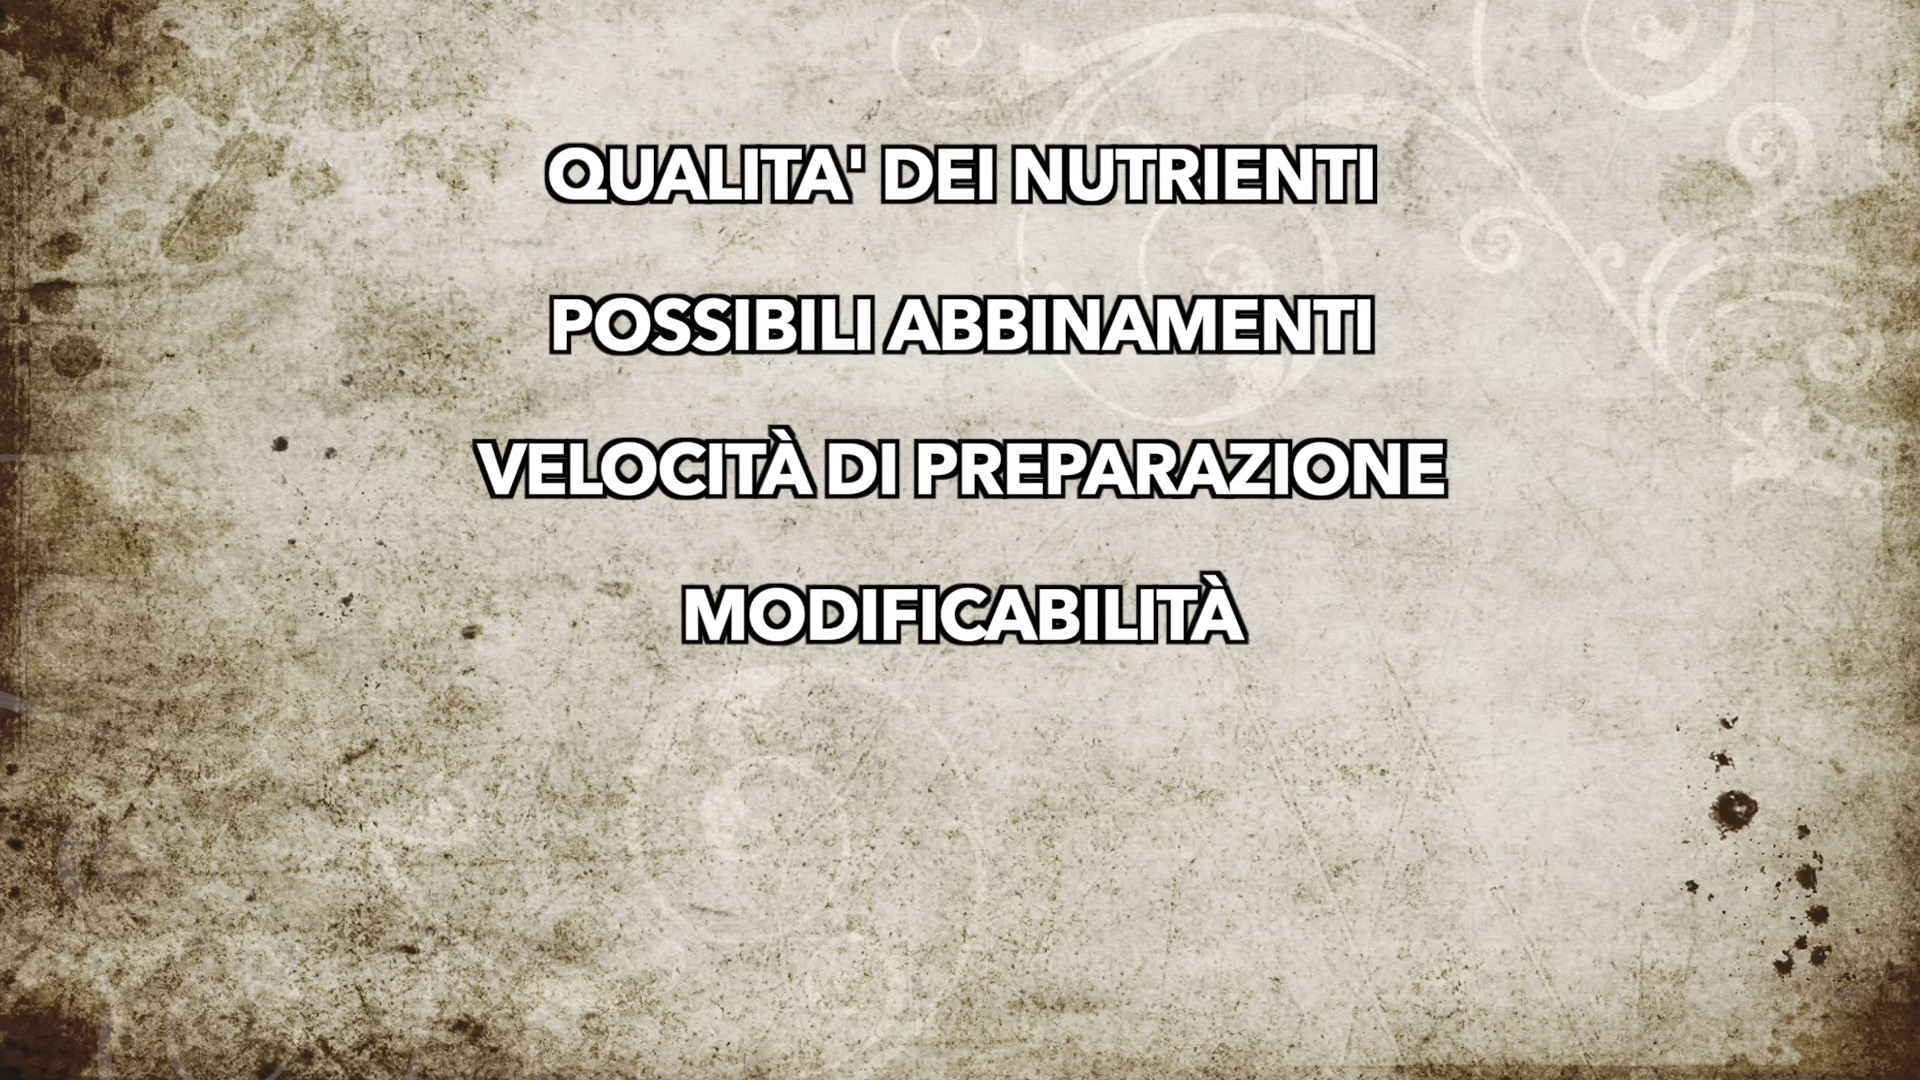 QUALITA' DEI NUTRIENTI
POSSIBILI ABBINAMENTI
VELOCITÀ DI PREPARAZIONE
MODIFICABILITÀ